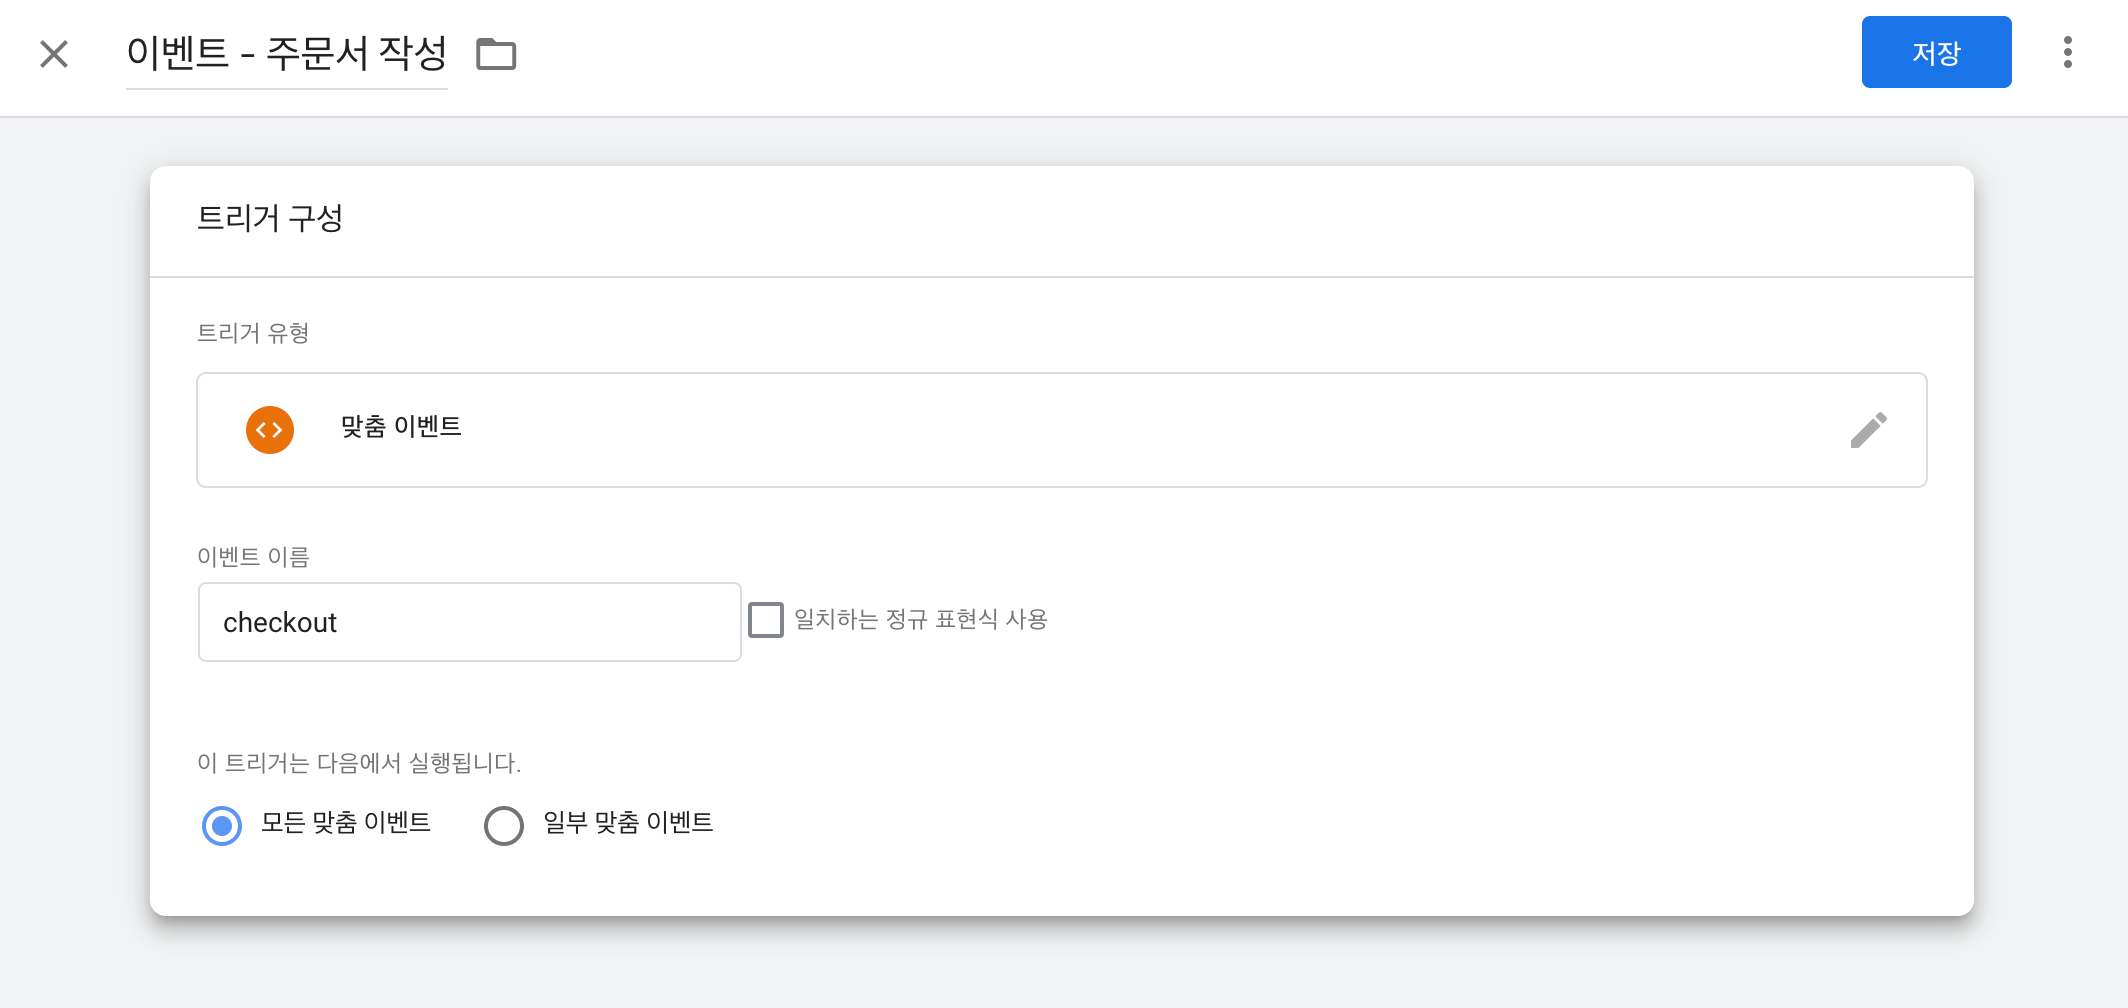 이벤트 - 주문서 작성
저장
트리거 구성
트리거 유형
맞춤 이벤트
이벤트 이름
checkout
일치하는 정규 표현식 사용
이 트리거는 다음에서 실행됩니다.
모든 맞춤 이벤트
일부 맞춤 이벤트